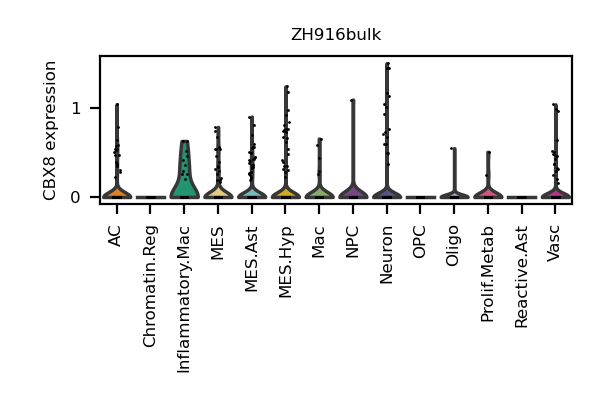 ZH916bulk
CBX8 expression
1
0
AC
Chromatin.Reg
Inflammatory.Mac
MES
MES.Ast
MES.Hyp
Mac
NPC
Neuron
OPC
Oligo
Prolif.Metab
Reactive.Ast
Vasc